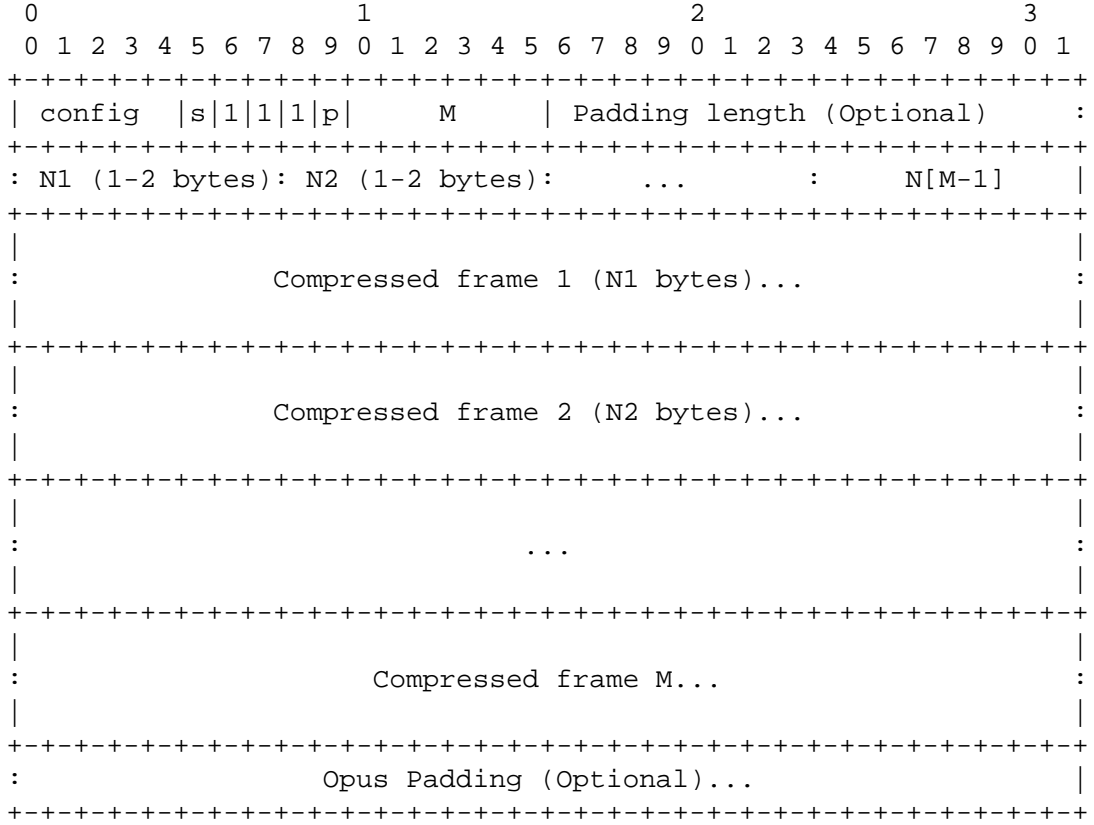 0                   1                   2                   3
 0 1 2 3 4 5 6 7 8 9 0 1 2 3 4 5 6 7 8 9 0 1 2 3 4 5 6 7 8 9 0 1
+-+-+-+-+-+-+-+-+-+-+-+-+-+-+-+-+-+-+-+-+-+-+-+-+-+-+-+-+-+-+-+-+
| config  |s|1|1|1|p|     M     | Padding length (Optional)     :
+-+-+-+-+-+-+-+-+-+-+-+-+-+-+-+-+-+-+-+-+-+-+-+-+-+-+-+-+-+-+-+-+
: N1 (1-2 bytes): N2 (1-2 bytes):     ...       :     N[M-1]    |
+-+-+-+-+-+-+-+-+-+-+-+-+-+-+-+-+-+-+-+-+-+-+-+-+-+-+-+-+-+-+-+-+
|                                                               |
:               Compressed frame 1 (N1 bytes)...                :
|                                                               |
+-+-+-+-+-+-+-+-+-+-+-+-+-+-+-+-+-+-+-+-+-+-+-+-+-+-+-+-+-+-+-+-+
|                                                               |
:               Compressed frame 2 (N2 bytes)...                :
|                                                               |
+-+-+-+-+-+-+-+-+-+-+-+-+-+-+-+-+-+-+-+-+-+-+-+-+-+-+-+-+-+-+-+-+
|                                                               |
:                              ...                              :
|                                                               |
+-+-+-+-+-+-+-+-+-+-+-+-+-+-+-+-+-+-+-+-+-+-+-+-+-+-+-+-+-+-+-+-+
|                                                               |
:                     Compressed frame M...                     :
|                                                               |
+-+-+-+-+-+-+-+-+-+-+-+-+-+-+-+-+-+-+-+-+-+-+-+-+-+-+-+-+-+-+-+-+
:                  Opus Padding (Optional)...                   |
+-+-+-+-+-+-+-+-+-+-+-+-+-+-+-+-+-+-+-+-+-+-+-+-+-+-+-+-+-+-+-+-+